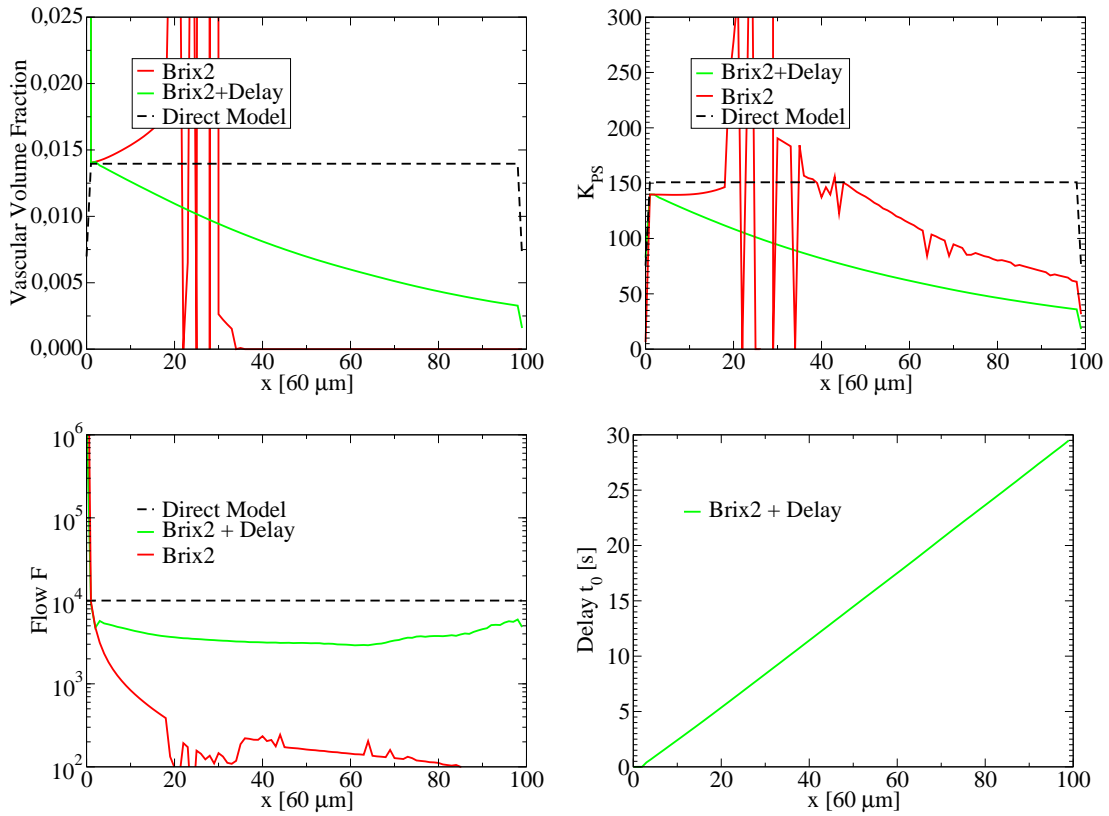 0,025
0,020
0,015
0,010
0,005
0,000
Vascular Volume Fraction
Brix2
Brix2+Delay
Direct Model
0 20 40 60 80 100
x [60 μm]
300
250
200
150
100
50
0
K_PS
Brix2+Delay
Brix2
Direct Model
0 20 40 60 80 100
x [60 μm]
10^6
10^5
10^4
10^3
10^2
Flow F
Direct Model
Brix2 + Delay
Brix2
0 20 40 60 80 100
x [60 μm]
30
25
20
15
10
5
0
Delay t_0 [s]
Brix2 + Delay
0 20 40 60 80 100
x [60 μm]